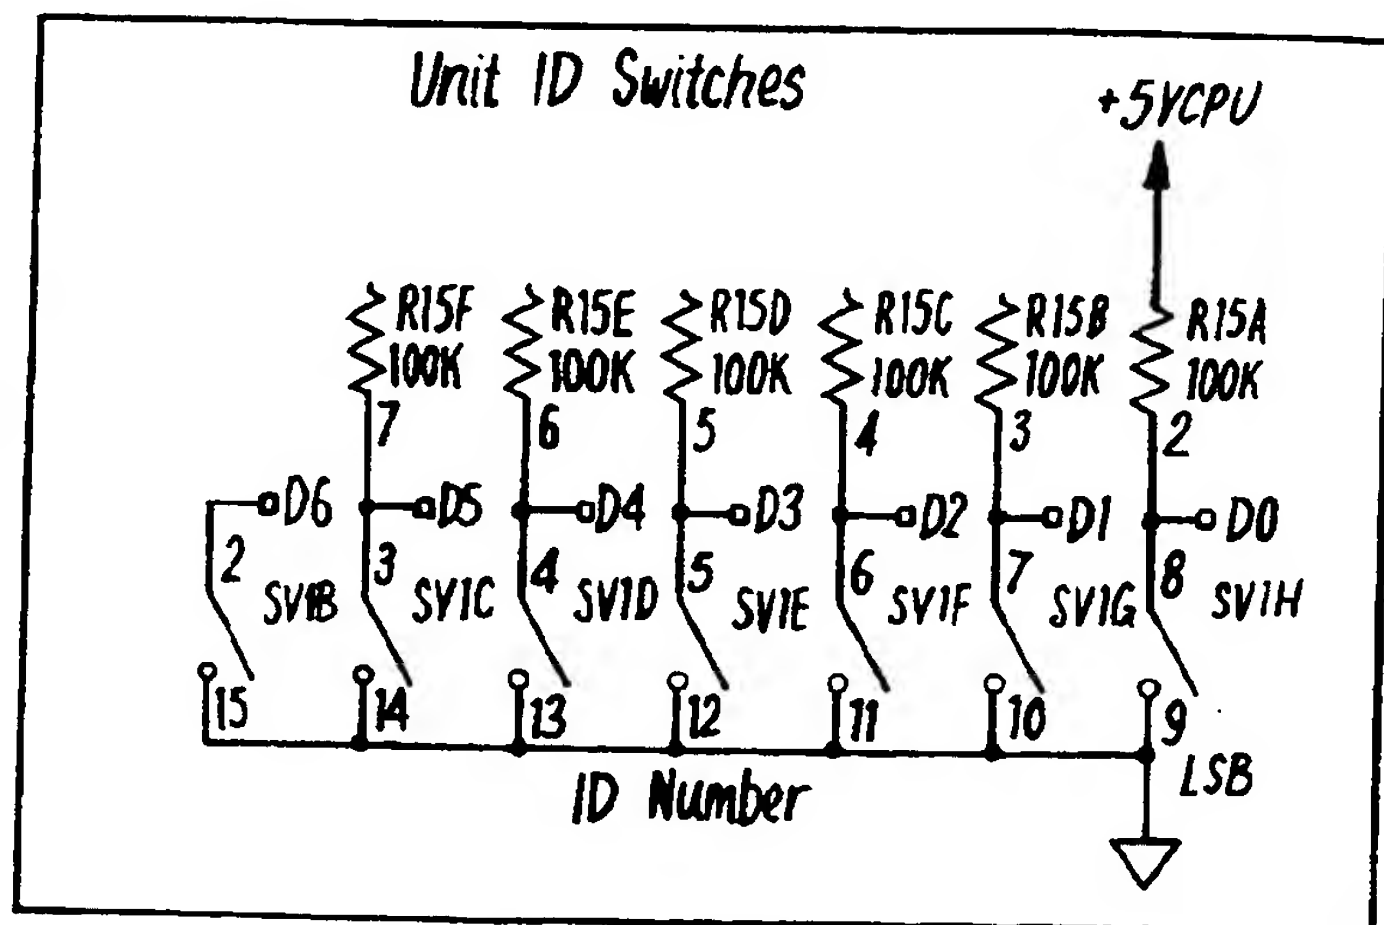 Unit ID Switches
+5VCPU
R15F
100K
R15E
100K
R15D
100K
R15C
100K
R15B
100K
R15A
100K
7
6
5
4
3
2
D6
D5
D4
D3
D2
D1
D0
2
3
4
5
6
7
8
SV1B
SV1C
SV1D
SV1E
SV1F
SV1G
SV1H
15
14
13
12
11
10
9
LSB
ID Number